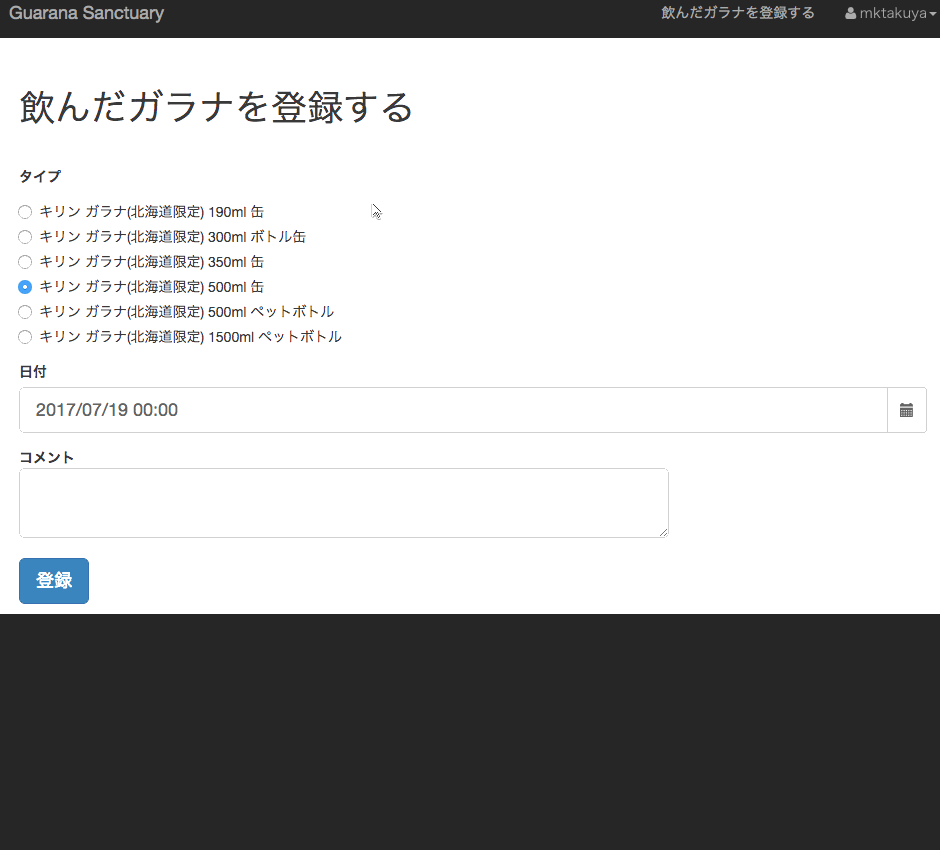 Guarana Sanctuary 飲んだガラナを登録する mktakuya
飲んだガラナを登録する
タイプ
キリン ガラナ(北海道限定) 190ml 缶
キリン ガラナ(北海道限定) 300ml ボトル缶
キリン ガラナ(北海道限定) 350ml 缶
キリン ガラナ(北海道限定) 500ml 缶
キリン ガラナ(北海道限定) 500ml ペットボトル
キリン ガラナ(北海道限定) 1500ml ペットボトル
日付
2017/07/19 00:00
コメント
登録